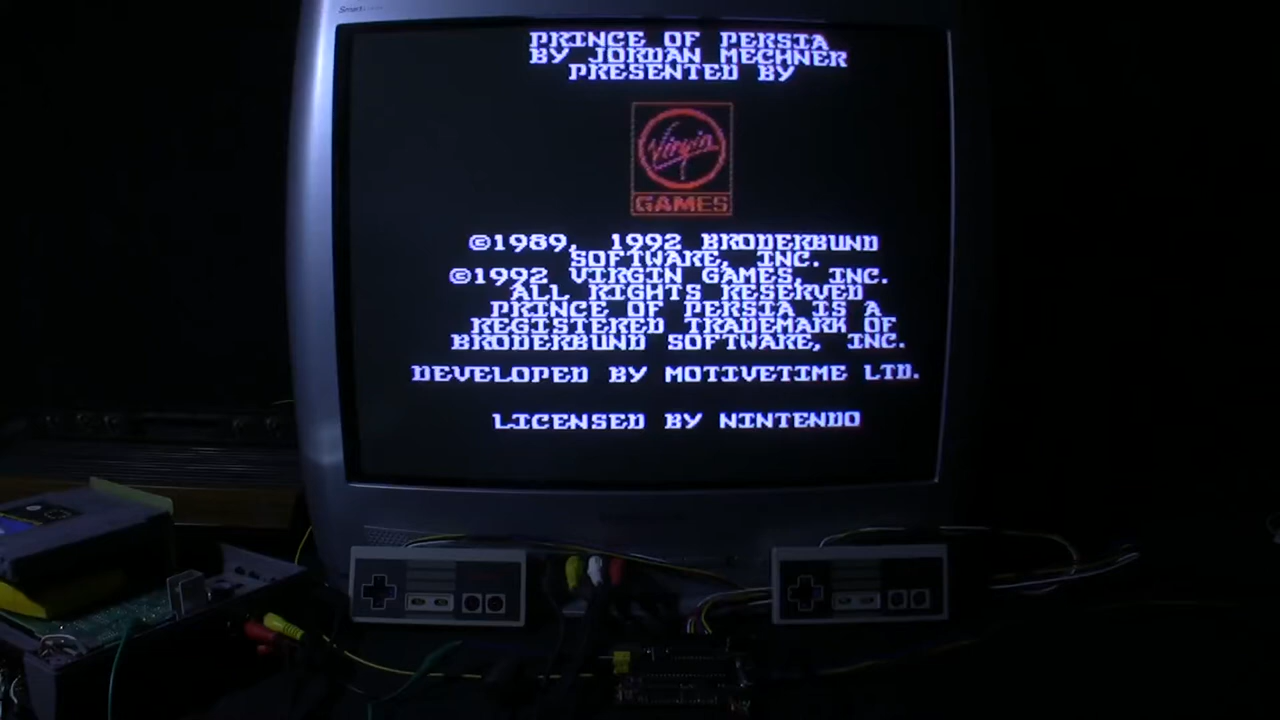 Smart
PRINCE OF PERSIA
BY JORDAN MECHNER
PRESENTED BY
Virgin
GAMES
©1989, 1992 BRODERBUND
SOFTWARE, INC.
©1992 VIRGIN GAMES, INC.
ALL RIGHTS RESERVED
PRINCE OF PERSIA IS A
REGISTERED TRADEMARK OF
BRODERBUND SOFTWARE, INC.
DEVELOPED BY MOTIVETIME LTD.
LICENSED BY NINTENDO